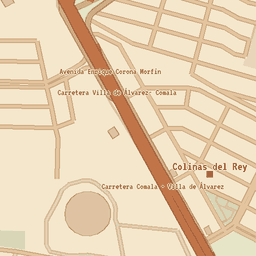 Avenida Enrique Corona Morfín
Carretera Villa de Álvarez- Comala
Colinas del Rey
Carretera Comala - Villa de Álvarez